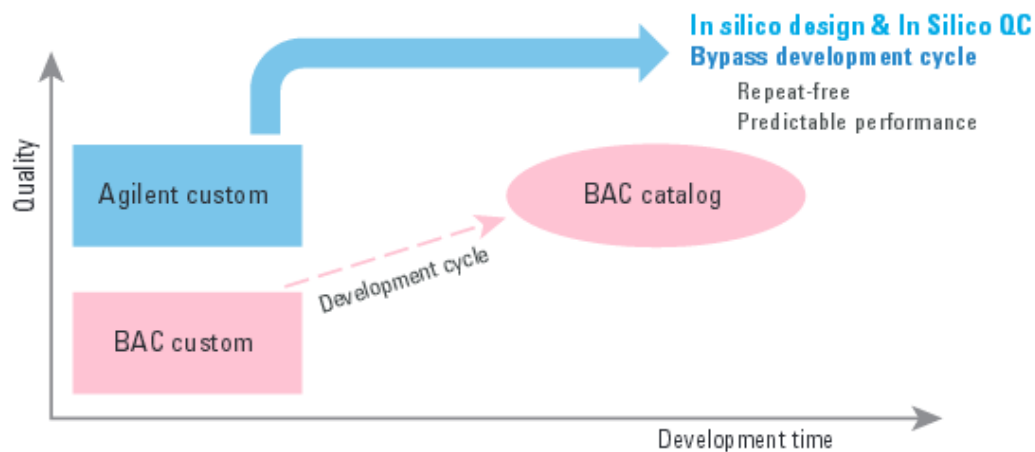 In silico design & In Silico QC
Bypass development cycle
Repeat-free
Predictable performance
Quality
Agilent custom
BAC catalog
Development cycle
BAC custom
Development time